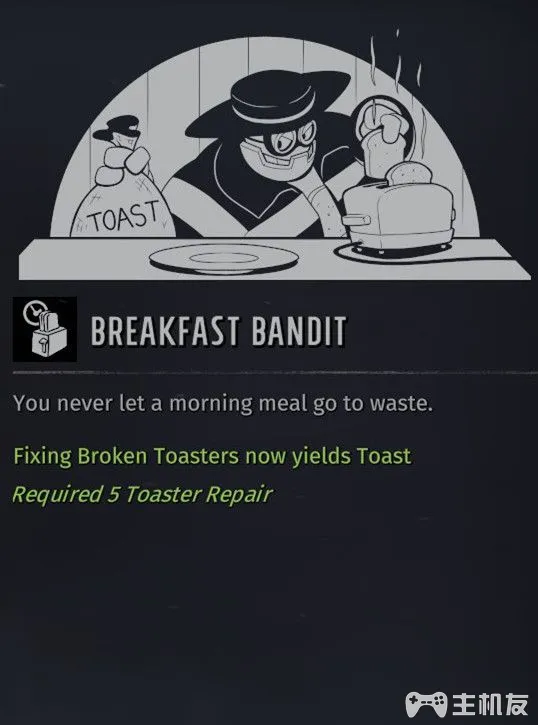 TOAST
BREAKFAST BANDIT
You never let a morning meal go to waste.
Fixing Broken Toasters now yields Toast
Required 5 Toaster Repair
主机友